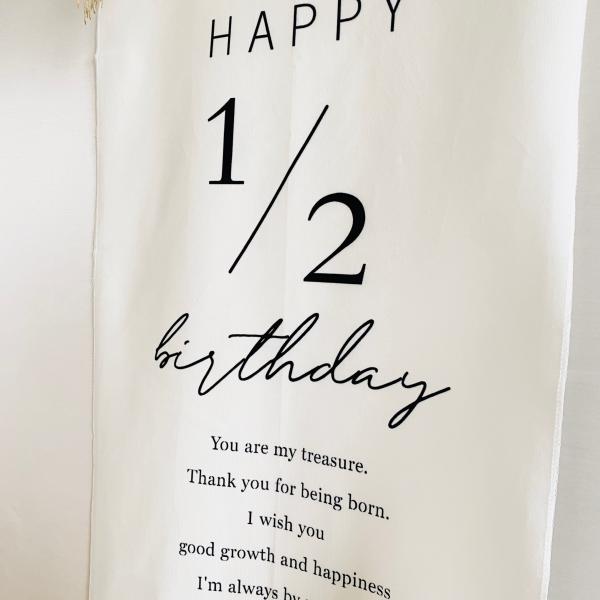 HAPPY
1/2
birthday
You are my treasure.
Thank you for being born.
I wish you
good growth and happiness
I'm always by